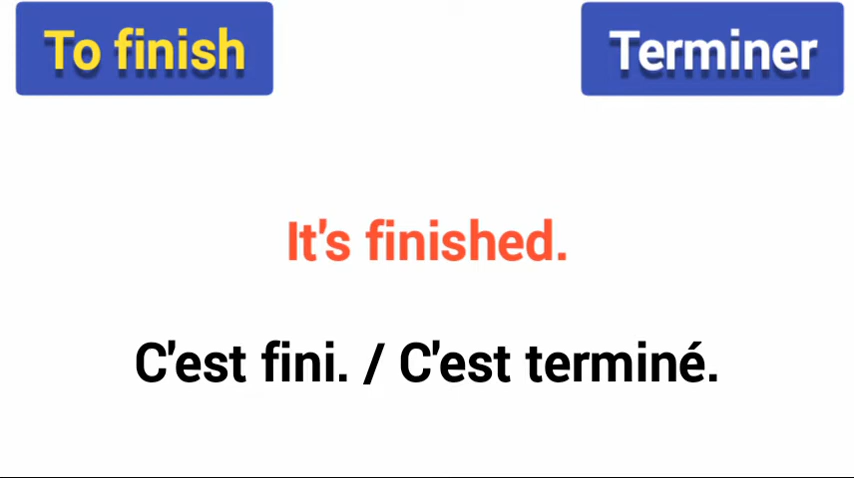 To finish
Terminer
It's finished.
C'est fini. / C'est terminé.